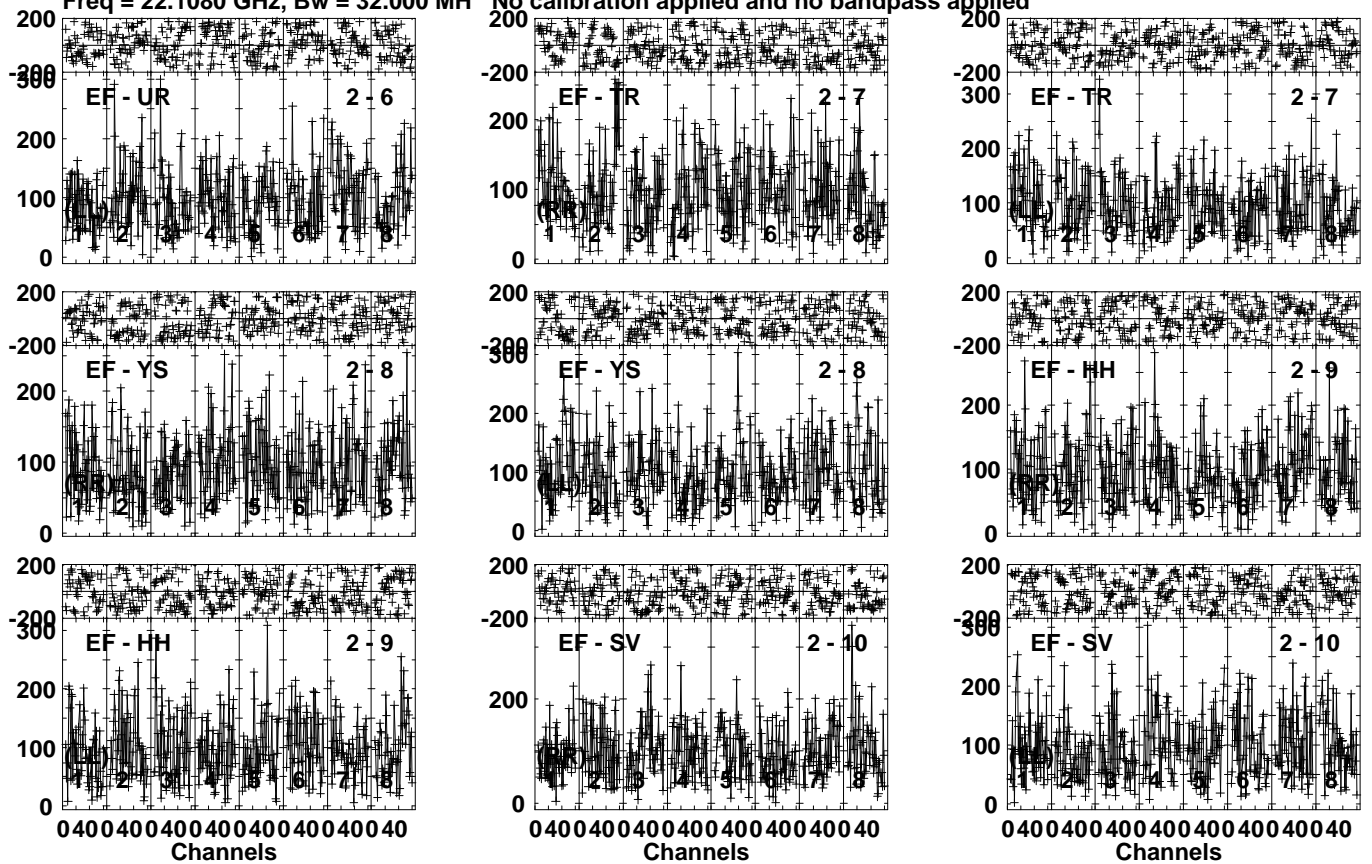 Freq = 22.1080 GHz, Bw = 32.000 MH No calibration applied and no bandpass applied
200
-200
300
200
100
0
EF - UR 2 - 6
(LL)
1 2 3 4 5 6 7 8
200
-200
200
100
0
EF - TR 2 - 7
(RR)
1 2 3 4 5 6 7 8
200
-200
300
200
100
0
EF - TR 2 - 7
(LL)
1 2 3 4 5 6 7 8
200
-200
200
100
0
EF - YS 2 - 8
(RR)
1 2 3 4 5 6 7 8
200
-200
300
200
100
0
EF - YS 2 - 8
(LL)
1 2 3 4 5 6 7 8
200
-200
200
100
0
EF - HH 2 - 9
(RR)
1 2 3 4 5 6 7 8
200
-200
300
200
100
0
EF - HH 2 - 9
(LL)
1 2 3 4 5 6 7 8
0 40 0 40 0 40 0 40 0 40 0 40 0 40 0 40
Channels
200
-200
200
0
EF - SV 2 - 10
(RR)
1 2 3 4 5 6 7 8
0 40 0 40 0 40 0 40 0 40 0 40 0 40 0 40
Channels
200
-200
300
200
100
0
EF - SV 2 - 10
(LL)
1 2 3 4 5 6 7 8
0 40 0 40 0 40 0 40 0 40 0 40 0 40 0 40
Channels